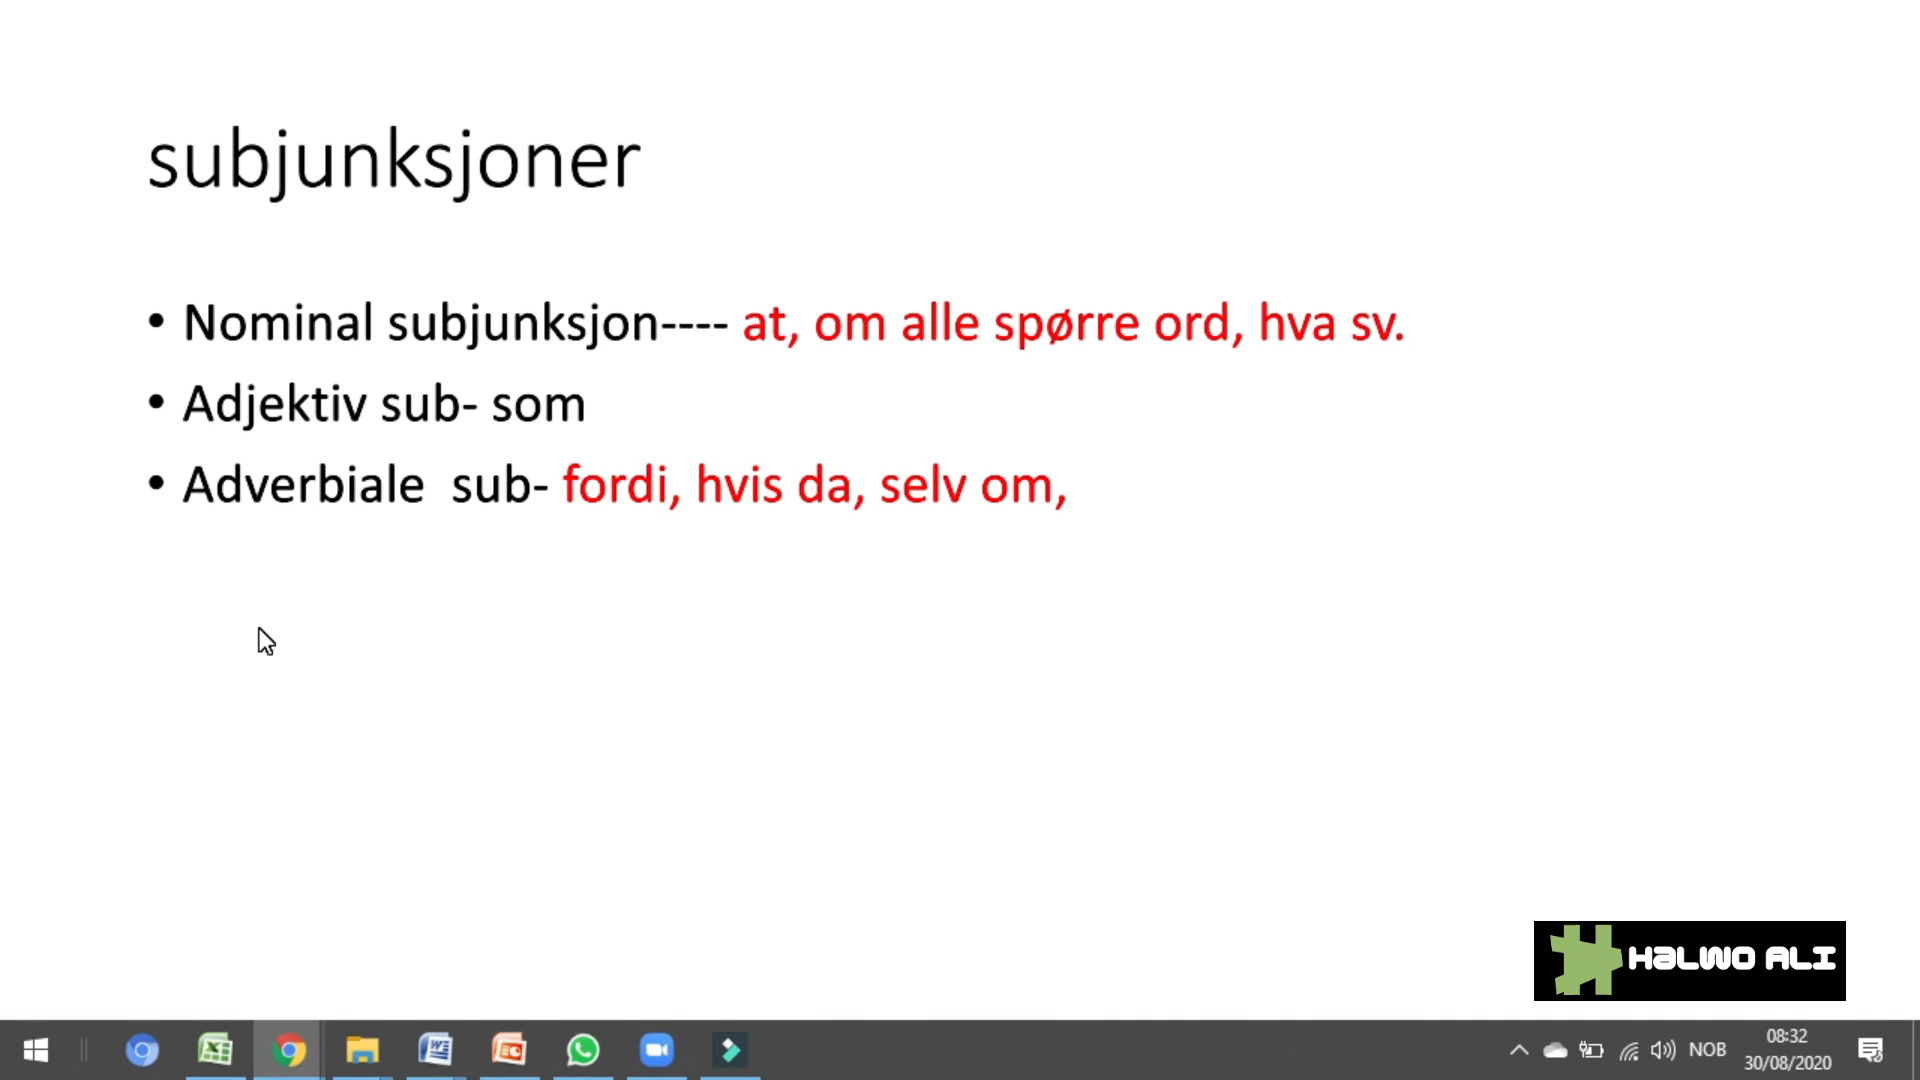 subjunksjoner
• Nominal subjunksjon---- at, om alle spørre ord, hva sv.
• Adjektiv sub- som
• Adverbiale  sub- fordi, hvis da, selv om,
HALWO ALI
NOB
08:32
30/08/2020